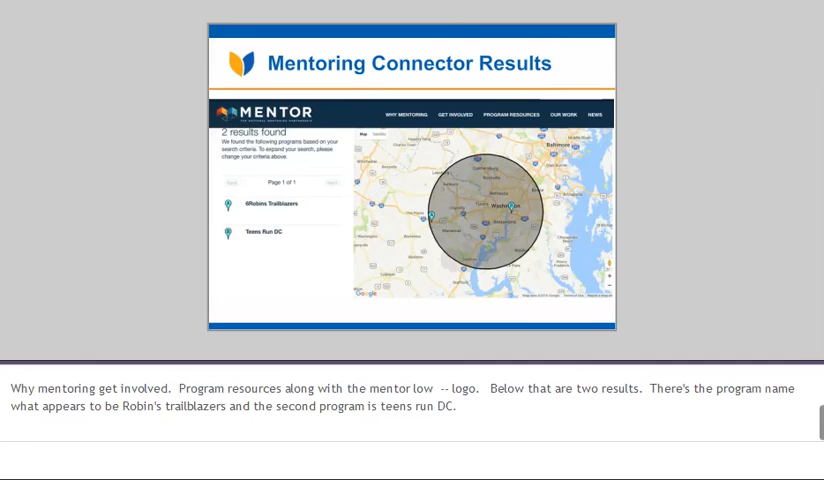 Mentoring Connector Results
MENTOR
WHY MENTORING GET INVOLVED PROGRAM RESOURCES OUR WORK NEWS
2 results found
We found the following programs based on your
search criteria. To expand your search, please
change your criteria above.
Page 1 of 1
6Robins Trailblazers
Teens Run DC
Map Satellite
Baltimore
Washington
Google
Why mentoring get involved. Program resources along with the mentor low -- logo. Below that are two results. There's the program name
what appears to be Robin's trailblazers and the second program is teens run DC.